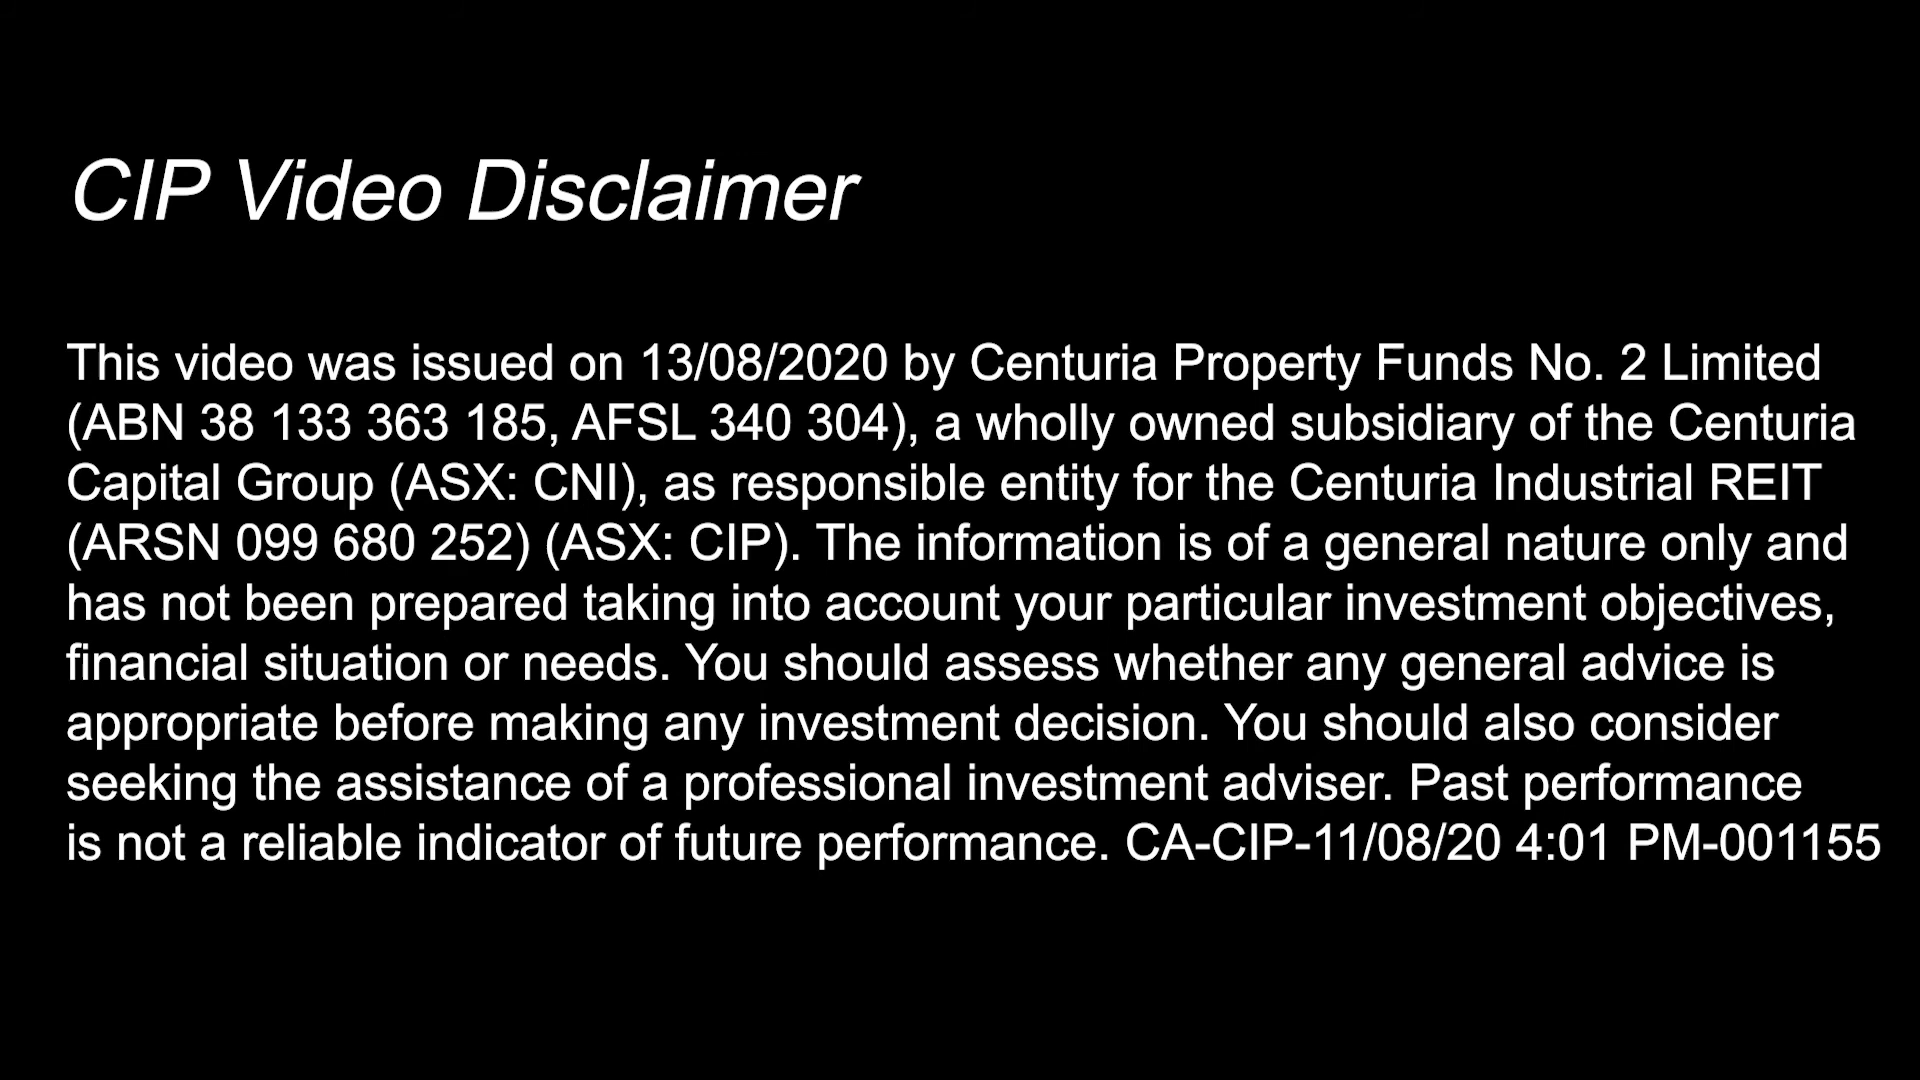 CIP Video Disclaimer
This video was issued on 13/08/2020 by Centuria Property Funds No. 2 Limited
(ABN 38 133 363 185, AFSL 340 304), a wholly owned subsidiary of the Centuria
Capital Group (ASX: CNI), as responsible entity for the Centuria Industrial REIT
(ARSN 099 680 252) (ASX: CIP). The information is of a general nature only and
has not been prepared taking into account your particular investment objectives,
financial situation or needs. You should assess whether any general advice is
appropriate before making any investment decision. You should also consider
seeking the assistance of a professional investment adviser. Past performance
is not a reliable indicator of future performance. CA-CIP-11/08/20 4:01 PM-001155